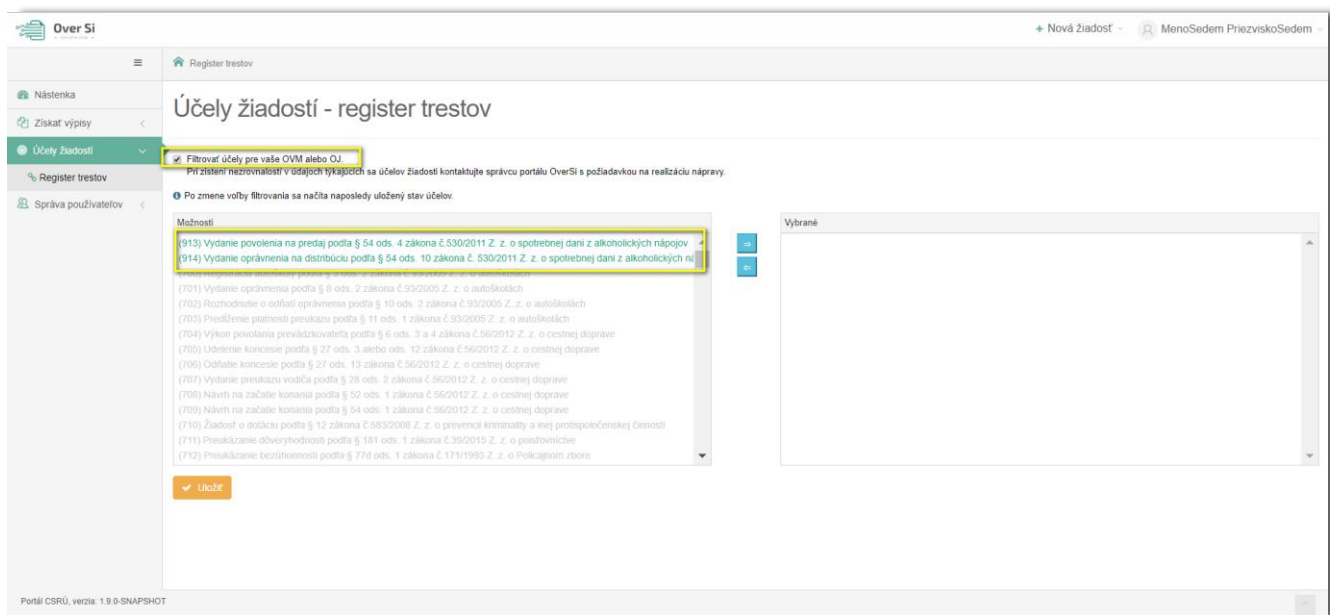 Over Si
+ Nová žiadosť
MenoSedem PriezviskoSedem
Register trestov
Nástenka
Získať výpisy
Účely žiadostí
Register trestov
Správa používateľov
Účely žiadostí - register trestov
Filtrovať účely pre vaše OVM alebo OJ.
Pri zistení nezrovnalostí v údajoch týkajúcich sa účelov žiadosti kontaktujte správcu portálu OverSi s požiadavkou na realizáciu nápravy.
Po zmene voľby filtrovania sa načíta naposledy uložený stav účelov.
Možnosti
(913) Vydanie povolenia na predaj podľa § 54 ods. 4 zákona č.530/2011 Z. z. o spotrebnej dani z alkoholických nápojov
(914) Vydanie oprávnenia na distribúciu podľa § 54 ods. 10 zákona č. 530/2011 Z. z. o spotrebnej dani z alkoholických ná
(700) Registrácia autoškoly podľa § 5 ods. 2 zákona č.93/2005 Z. z. o autoškolách
(701) Vydanie oprávnenia podľa § 8 ods. 2 zákona č.93/2005 Z. z. o autoškolách
(702) Rozhodnutie o odňatí oprávnenia podľa § 10 ods. 2 zákona č.93/2005 Z. z. o autoškolách
(703) Predĺženie platnosti preukazu podľa § 11 ods. 1 zákona č.93/2005 Z. z. o autoškolách
(704) Výkon povolania prevádzkovateľa podľa § 6 ods. 3 a 4 zákona č.56/2012 Z. z. o cestnej doprave
(705) Udelenie koncesie podľa § 27 ods. 3 alebo ods. 12 zákona č.56/2012 Z. z. o cestnej doprave
(706) Odňatie koncesie podľa § 27 ods. 13 zákona č.56/2012 Z. z. o cestnej doprave
(707) Vydanie preukazu vodiča podľa § 28 ods. 2 zákona č.56/2012 Z. z. o cestnej doprave
(708) Návrh na začatie konania podľa § 52 ods. 1 zákona č.56/2012 Z. z. o cestnej doprave
(709) Návrh na začatie konania podľa § 54 ods. 1 zákona č.56/2012 Z. z. o cestnej doprave
(710) Žiadosť o dotáciu podľa § 12 zákona č.583/2008 Z. z. o prevencii kriminality a inej protispoločenskej činnosti
(711) Preukázanie dôveryhodnosti podľa § 181 ods. 1 zákona č.39/2015 Z. z. o poisťovníctve
(712) Preukázanie bezúhonnosti podľa § 77d ods. 1 zákona č.171/1993 Z. z. o Policajnom zbore
Vybrané
Uložiť
Portál CSRÚ, verzia: 1.9.0-SNAPSHOT